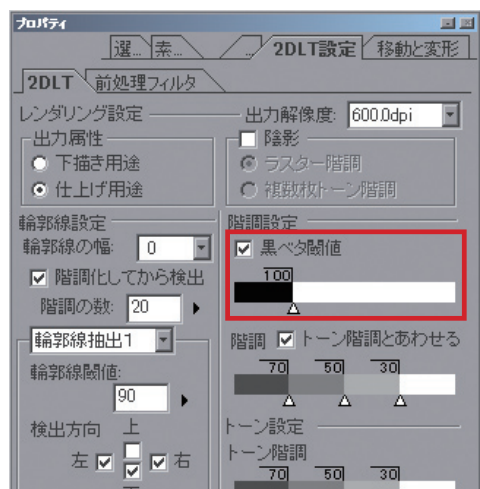 プロパティ
選... 素... /... 2DLT設定 移動と変形
2DLT 前処理フィルタ
レンダリング設定 出力解像度: 600.0dpi
出力属性 陰影
下描き用途 ラスター階調
仕上げ用途 複数枚トーン階調
輪郭線設定 階調設定
輪郭線の幅: 0 黒ベタ閾値
階調化してから検出 100
階調の数: 20
輪郭線抽出1 階調 トーン階調とあわせる
輪郭線閾値: 70 50 30
90
検出方向 上 トーン設定
左 右 トーン階調
70 50 30